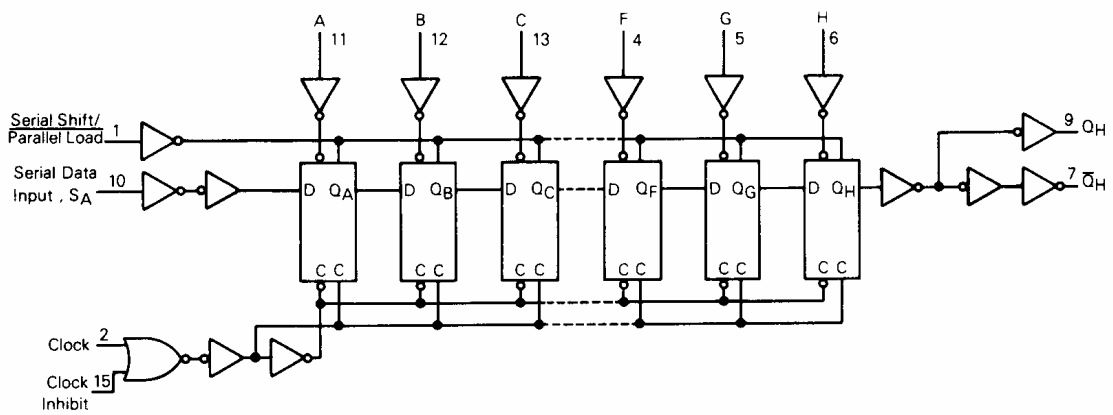 A B C F G H
11 12 13 4 5 6
Serial Shift/
Parallel Load 1
9 QH
Serial Data
Input , SA 10
D QA D QB D QC D QF D QG D QH
7 Q̅H
C C C C C C C C C C C C
Clock 2
Clock 15
Inhibit